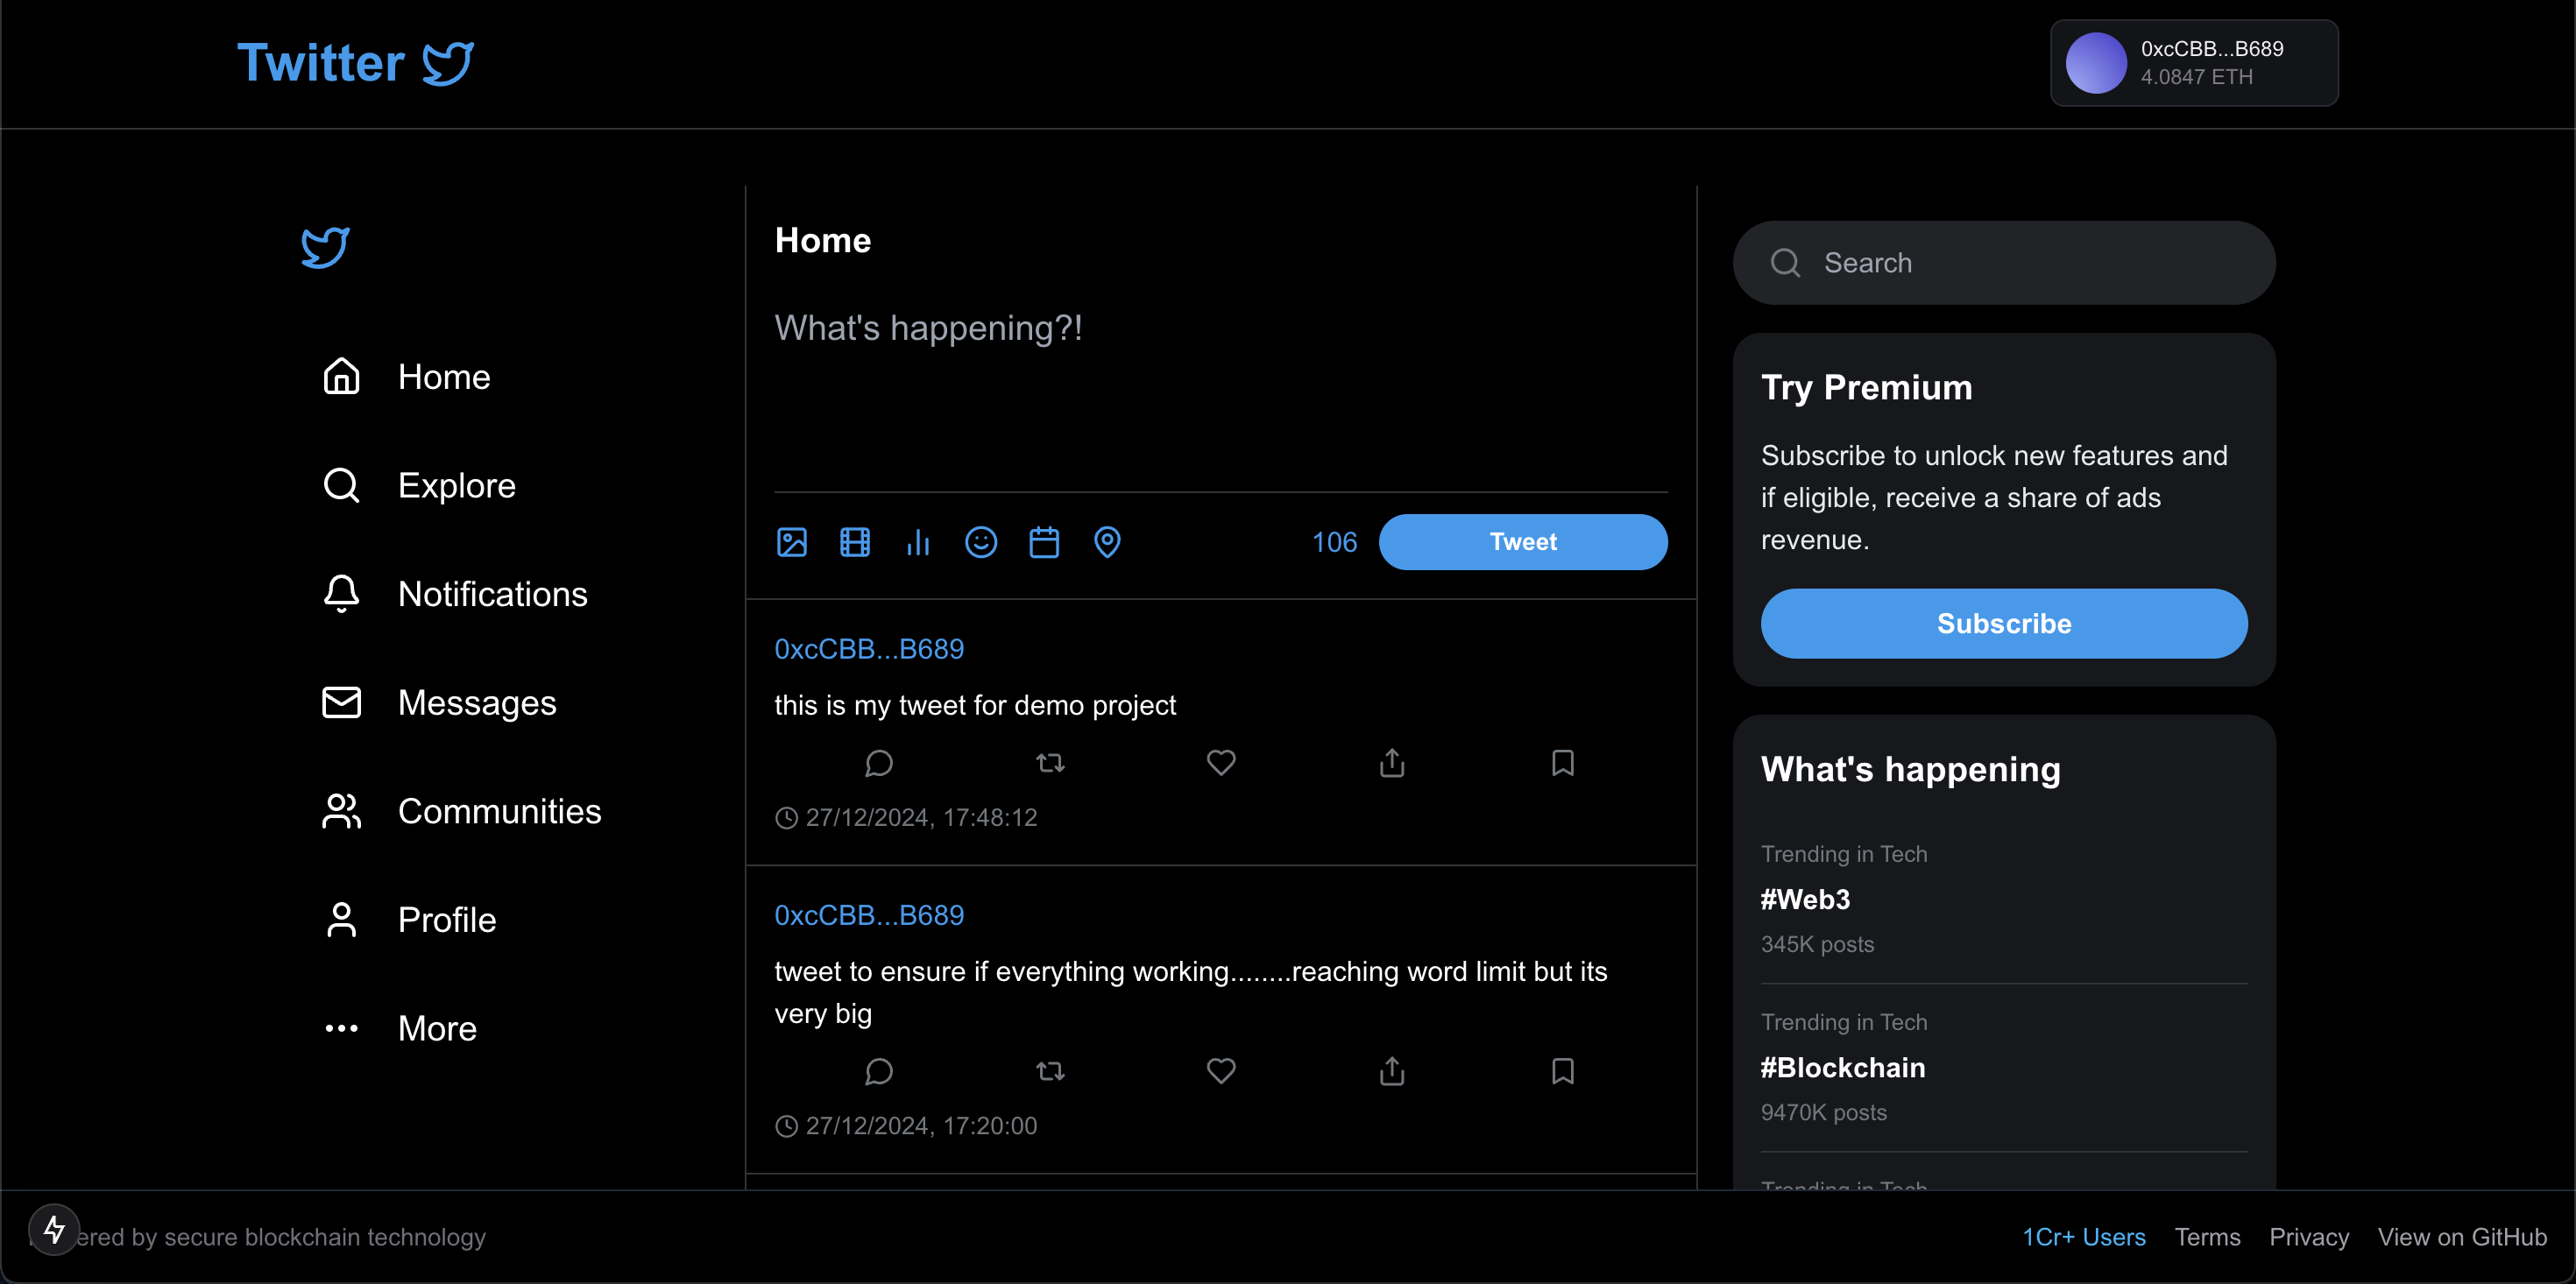 Twitter
0xcCBB...B689
4.0847 ETH
Home
Explore
Notifications
Messages
Communities
Profile
More
Home
What's happening?!
106
Tweet
0xcCBB...B689
this is my tweet for demo project
27/12/2024, 17:48:12
0xcCBB...B689
tweet to ensure if everything working........reaching word limit but its
very big
27/12/2024, 17:20:00
Search
Try Premium
Subscribe to unlock new features and
if eligible, receive a share of ads
revenue.
Subscribe
What's happening
Trending in Tech
#Web3
345K posts
Trending in Tech
#Blockchain
9470K posts
Trending in Tech
ered by secure blockchain technology
1Cr+ Users
Terms
Privacy
View on GitHub